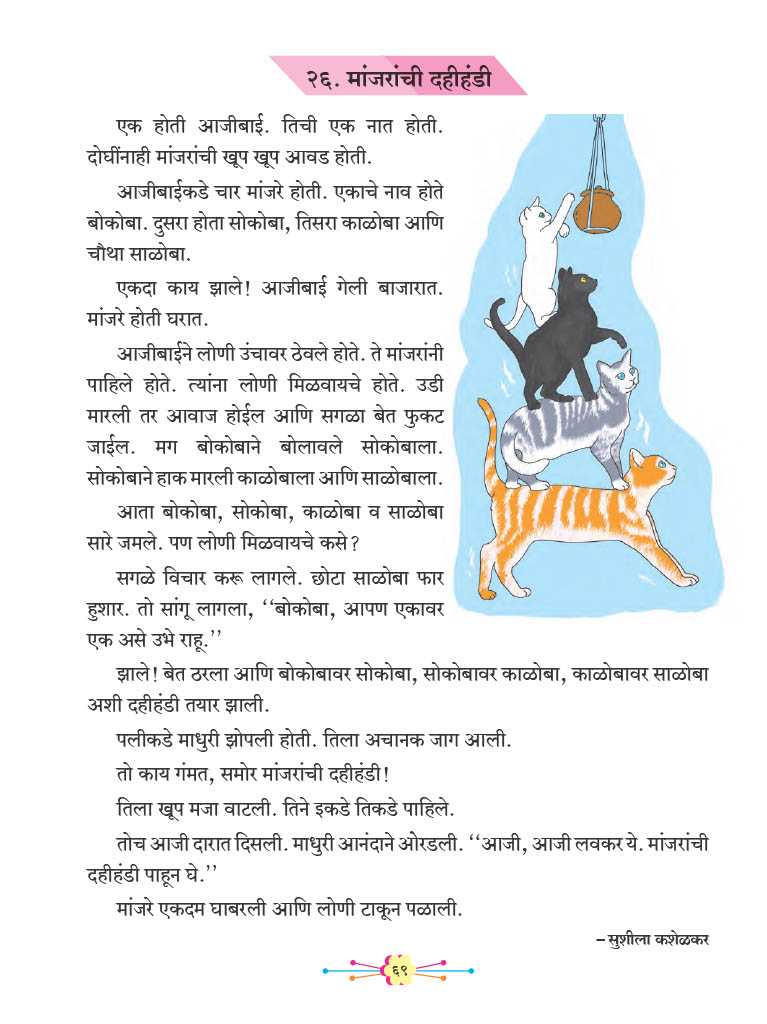 २६. मांजरांची दहीहंडी
एक होती आजीबाई. तिची एक नात होती.
दोघींनाही मांजरांची खूप खूप आवड होती.
आजीबाईकडे चार मांजरे होती. एकाचे नाव होते
बोकोबा. दुसरा होता सोकोबा, तिसरा काळोबा आणि
चौथा साळोबा.
एकदा काय झाले! आजीबाई गेली बाजारात.
मांजरे होती घरात.
आजीबाईने लोणी उंचावर ठेवले होते. ते मांजरांनी
पाहिले होते. त्यांना लोणी मिळवायचे होते. उडी
मारली तर आवाज होईल आणि सगळा बेत फुकट
जाईल. मग बोकोबाने बोलावले सोकोबाला.
सोकोबाने हाक मारली काळोबाला आणि साळोबाला.
आता बोकोबा, सोकोबा, काळोबा व साळोबा
सारे जमले. पण लोणी मिळवायचे कसे?
सगळे विचार करू लागले. छोटा साळोबा फार
हुशार. तो सांगू लागला, ‘‘बोकोबा, आपण एकावर
एक असे उभे राहू.’’
झाले! बेत ठरला आणि बोकोबावर सोकोबा, सोकोबावर काळोबा, काळोबावर साळोबा
अशी दहीहंडी तयार झाली.
पलीकडे माधुरी झोपली होती. तिला अचानक जाग आली.
तो काय गंमत, समोर मांजरांची दहीहंडी!
तिला खूप मजा वाटली. तिने इकडे तिकडे पाहिले.
तोच आजी दारात दिसली. माधुरी आनंदाने ओरडली. ‘‘आजी, आजी लवकर ये. मांजरांची
दहीहंडी पाहून घे.’’
मांजरे एकदम घाबरली आणि लोणी टाकून पळाली.
– सुशीला कशेळकर
६९